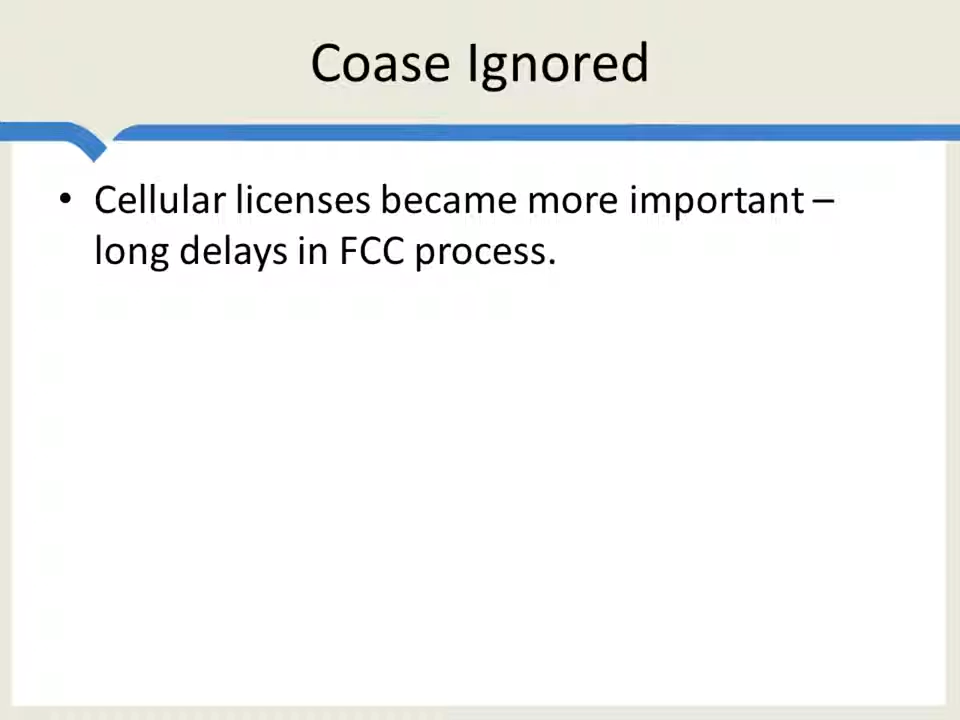 Coase Ignored
• Cellular licenses became more important –
long delays in FCC process.